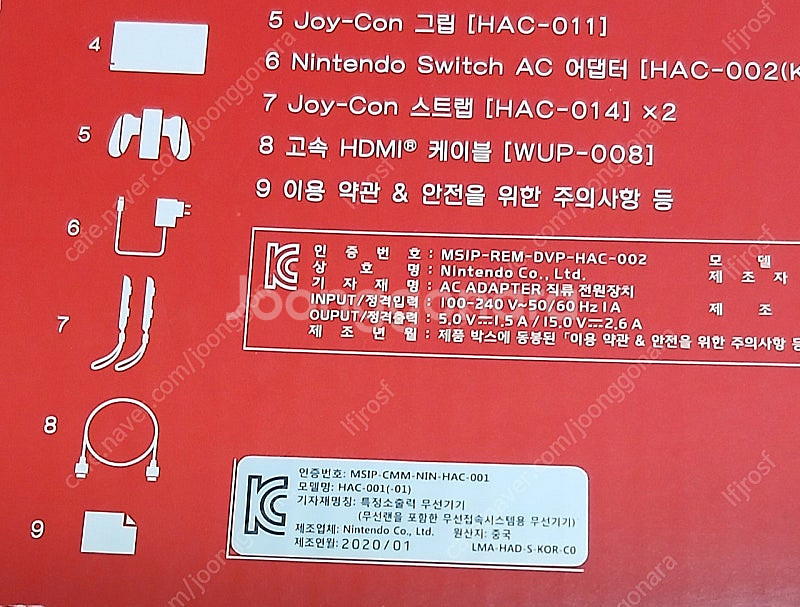 4
5 Joy-Con 그립 [HAC-011]
6 Nintendo Switch AC 어댑터 [HAC-002(K
7 Joy-Con 스트랩 [HAC-014] ×2
5
8 고속 HDMI® 케이블 [WUP-008]
9 이용 약관 & 안전을 위한 주의사항 등
6
인 증 번 호 : MSIP-REM-DVP-HAC-002 모 델
상 호 명 : Nintendo Co., Ltd. 제 조 자
기 자 재 명 : AC ADAPTER 직류 전원장치
INPUT/정격입력 : 100-240 V~50/60 Hz 1A 제 조
OUPUT/정격출력 : 5.0 V⎓1.5A / 15.0 V⎓2.6 A
제 조 년 월 : 제품 박스에 동봉된 「이용 약관 & 안전을 위한 주의사항 등
7
8
인증번호: MSIP-CMM-NIN-HAC-001
모델명: HAC-001(-01)
기자재명칭: 특정소출력 무선기기
(무선랜을 포함한 무선접속시스템용 무선기기)
제조업체: Nintendo Co., Ltd. 원산지: 중국
제조연월: 2020/01 LMA-HAD-S-KOR-C0
9
Joonggonara
cafe.naver.com/joonggonara
lfjrosf